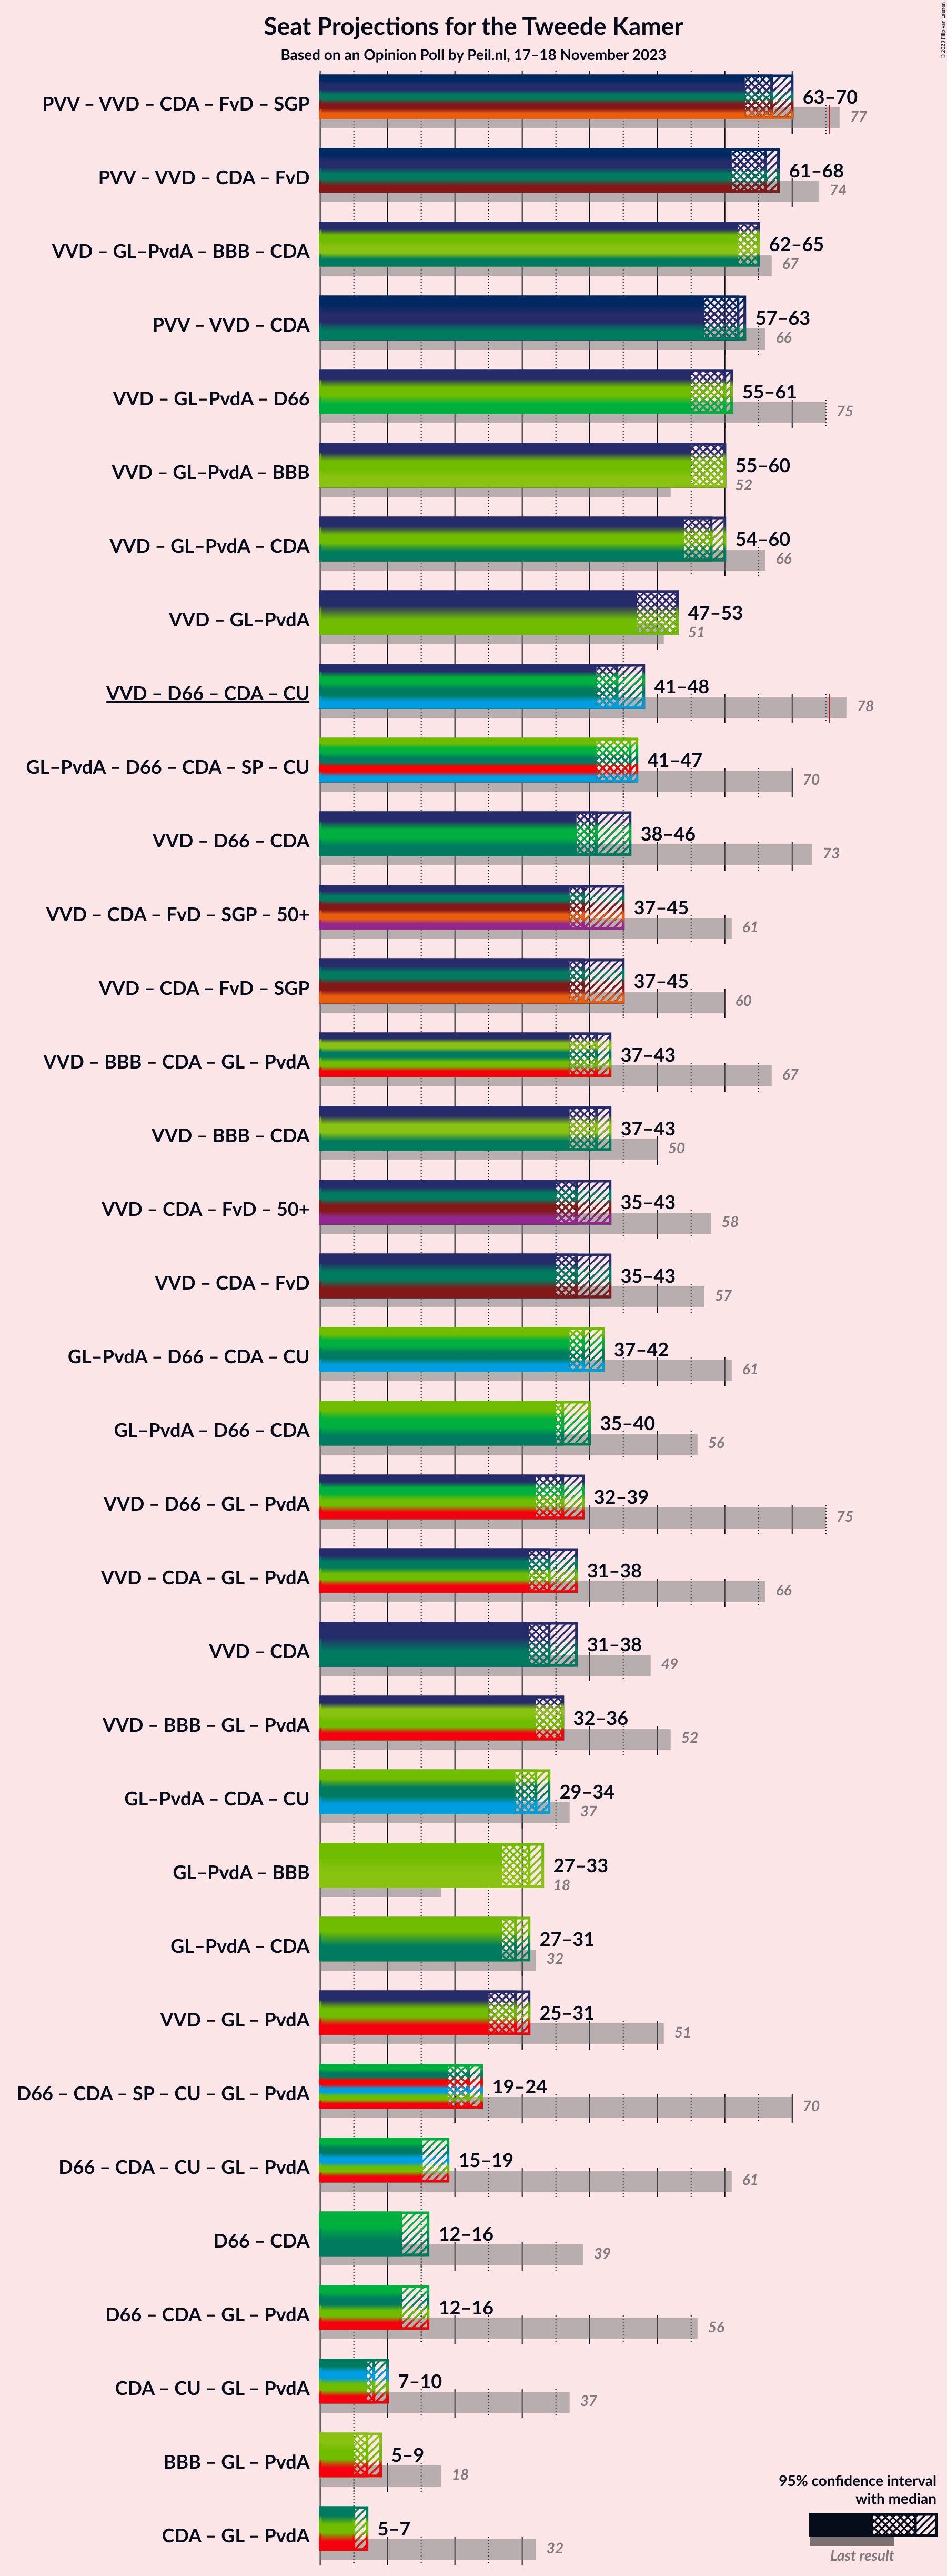 Seat Projections for the Tweede Kamer
Based on an Opinion Poll by Peil.nl, 17–18 November 2023
© 2023 Filip van Laenen
PVV – VVD – CDA – FvD – SGP 63–70 77
PVV – VVD – CDA – FvD 61–68 74
VVD – GL–PvdA – BBB – CDA 62–65 67
PVV – VVD – CDA 57–63 66
VVD – GL–PvdA – D66 55–61 75
VVD – GL–PvdA – BBB 55–60 52
VVD – GL–PvdA – CDA 54–60 66
VVD – GL–PvdA 47–53 51
VVD – D66 – CDA – CU 41–48 78
GL–PvdA – D66 – CDA – SP – CU 41–47 70
VVD – D66 – CDA 38–46 73
VVD – CDA – FvD – SGP – 50+ 37–45 61
VVD – CDA – FvD – SGP 37–45 60
VVD – BBB – CDA – GL – PvdA 37–43 67
VVD – BBB – CDA 37–43 50
VVD – CDA – FvD – 50+ 35–43 58
VVD – CDA – FvD 35–43 57
GL–PvdA – D66 – CDA – CU 37–42 61
GL–PvdA – D66 – CDA 35–40 56
VVD – D66 – GL – PvdA 32–39 75
VVD – CDA – GL – PvdA 31–38 66
VVD – CDA 31–38 49
VVD – BBB – GL – PvdA 32–36 52
GL–PvdA – CDA – CU 29–34 37
GL–PvdA – BBB 27–33 18
GL–PvdA – CDA 27–31 32
VVD – GL – PvdA 25–31 51
D66 – CDA – SP – CU – GL – PvdA 19–24 70
D66 – CDA – CU – GL – PvdA 15–19 61
D66 – CDA 12–16 39
D66 – CDA – GL – PvdA 12–16 56
CDA – CU – GL – PvdA 7–10 37
BBB – GL – PvdA 5–9 18
CDA – GL – PvdA 5–7 32
95% confidence interval
with median
Last result